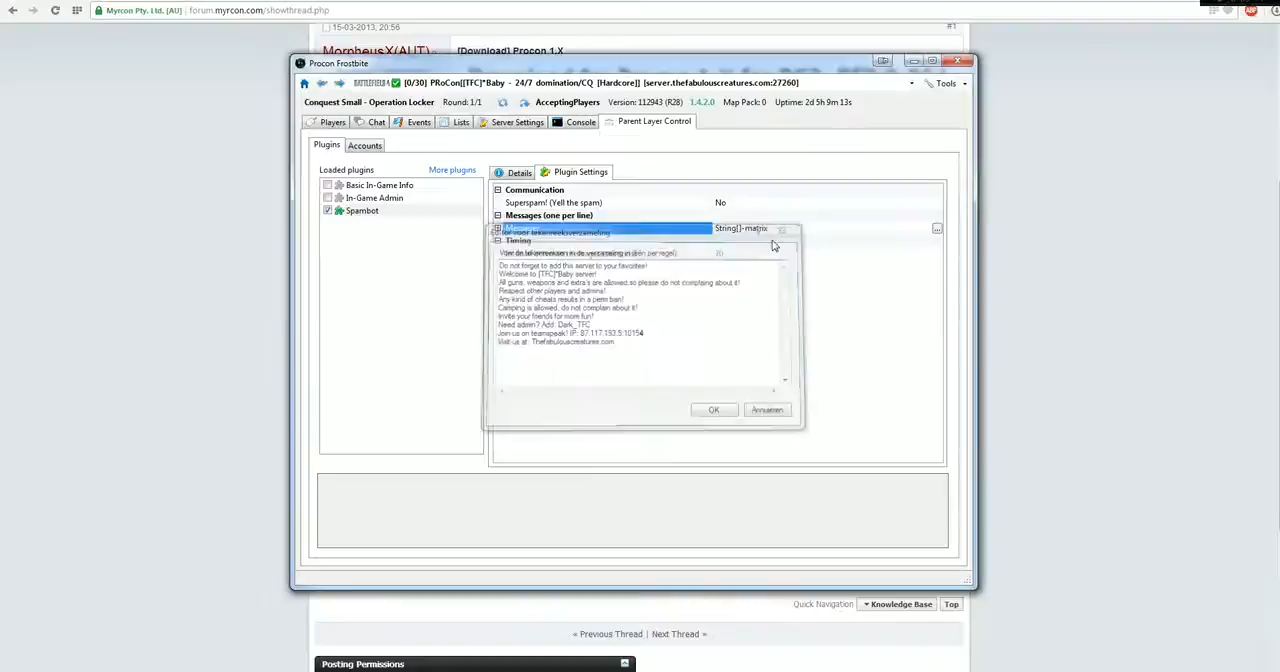 Myrcon Pty. Ltd. [AU] forum.myrcon.com/showthread.php
15-03-2013, 20:56 #1
MorpheusX(AUT) [Download] Procon 1.X
Procon Frostbite
BATTLEFIELD [0/30] PRoCon[[TFC]*Baby - 24/7 domination/CQ [Hardcore]] [server.thefabulouscreatures.com:27260] Tools
Conquest Small - Operation Locker Round: 1/1 AcceptingPlayers Version: 112943 (R28) 1.4.2.0 Map Pack: 0 Uptime: 2d 5h 9m 13s
Players Chat Events Lists Server Settings Console Parent Layer Control
Plugins Accounts
Loaded plugins More plugins
Basic In-Game Info
In-Game Admin
Spambot
Details Plugin Settings
Communication
Superspam! (Yell the spam) No
Messages (one per line)
Messages String[]-matrix ...
Timing
Do not forget to add this server to your favorites!
Welcome to [TFC]*Baby server!
All guns, weapons and extra's are allowed.so please do not complaing about it!
Respect other players and admins!
Any kind of cheats results in a perm ban!
Camping is allowed, do not complain about it!
Invite your friends for more fun!
Need admin? Add: Dark_TFC
Join us on teamspeak! IP:
Visit us at: Thefabulouscreatures.com
OK Annuleren
Quick Navigation Knowledge Base Top
« Previous Thread | Next Thread »
Posting Permissions